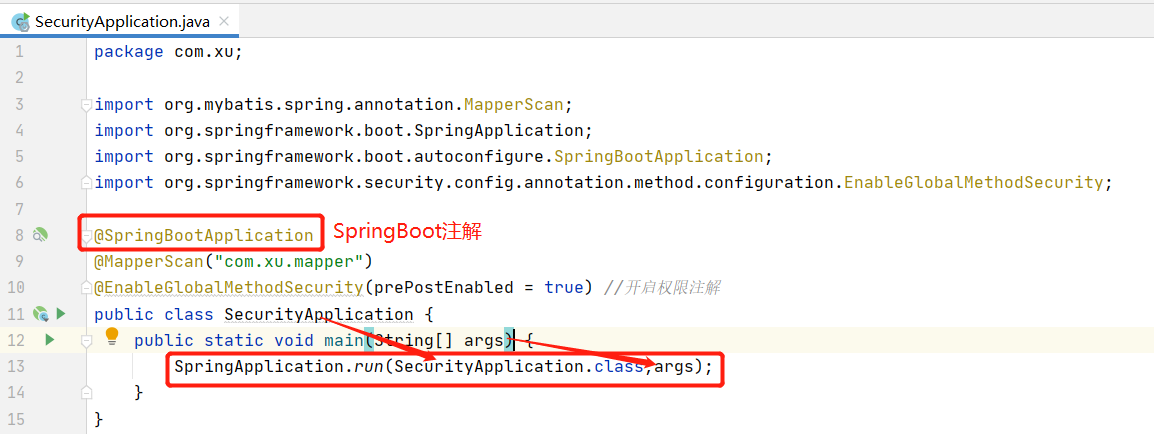 SecurityApplication.java ×
1 package com.xu;
2
3 import org.mybatis.spring.annotation.MapperScan;
4 import org.springframework.boot.SpringApplication;
5 import org.springframework.boot.autoconfigure.SpringBootApplication;
6 import org.springframework.security.config.annotation.method.configuration.EnableGlobalMethodSecurity;
7
8 @SpringBootApplication SpringBoot注解
9 @MapperScan("com.xu.mapper")
10 @EnableGlobalMethodSecurity(prePostEnabled = true) //开启权限注解
11 public class SecurityApplication {
12 public static void main(String[] args) {
13 SpringApplication.run(SecurityApplication.class,args);
14 }
15 }